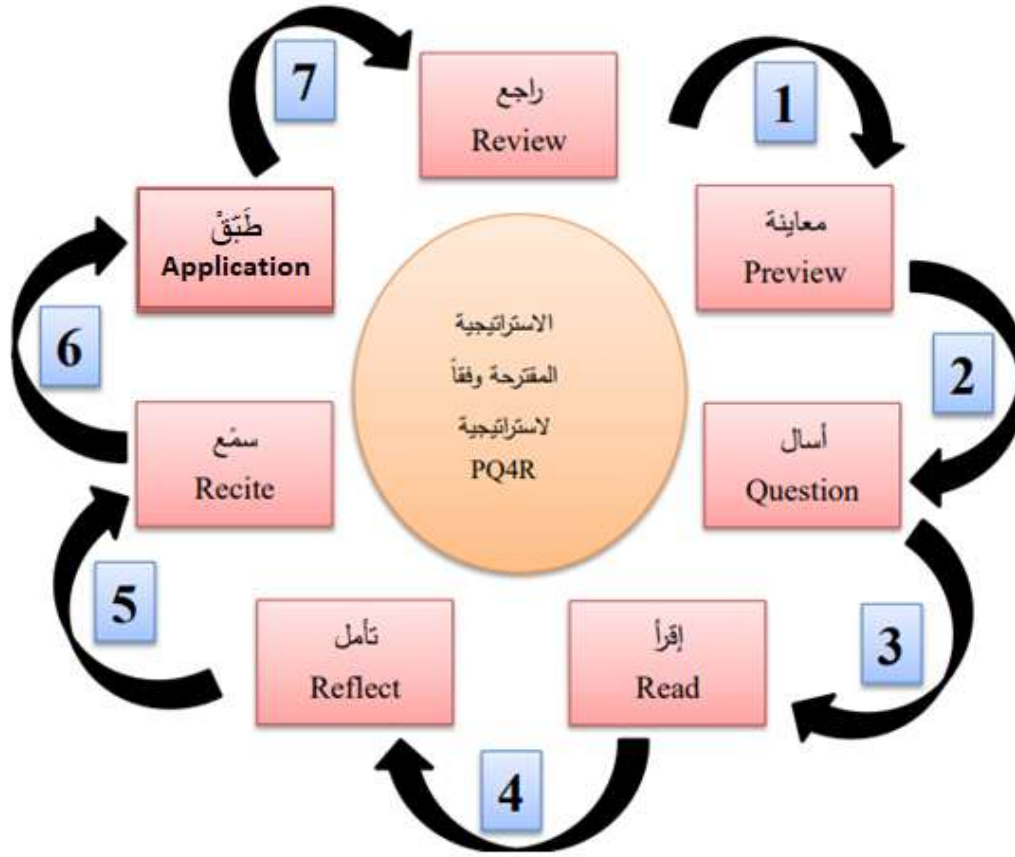 1
معاينة
Preview
2
أسال
Question
3
إقرأ
Read
4
تأمل
Reflect
5
سمّع
Recite
6
طَبّقْ
Application
7
راجع
Review
الاستراتيجية
المقترحة وفقاً
لاستراتيجية
PQ4R